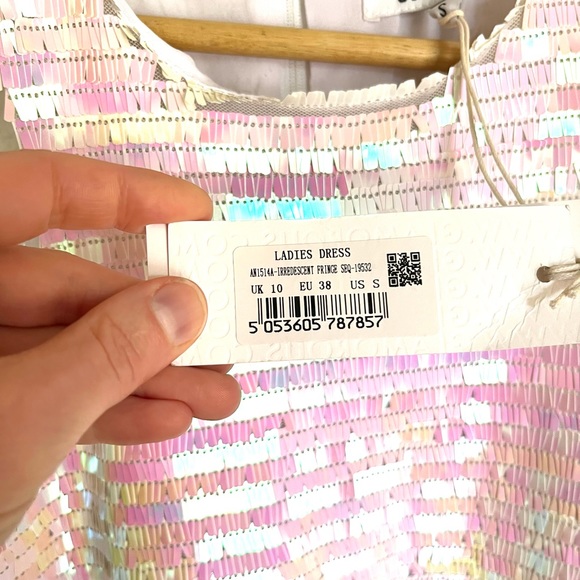 S
LADIES DRESS
AN1514A-IRREDESCENT FRINGE SEQ-19532
UK 10 EU 38 US S
5 053605 787857